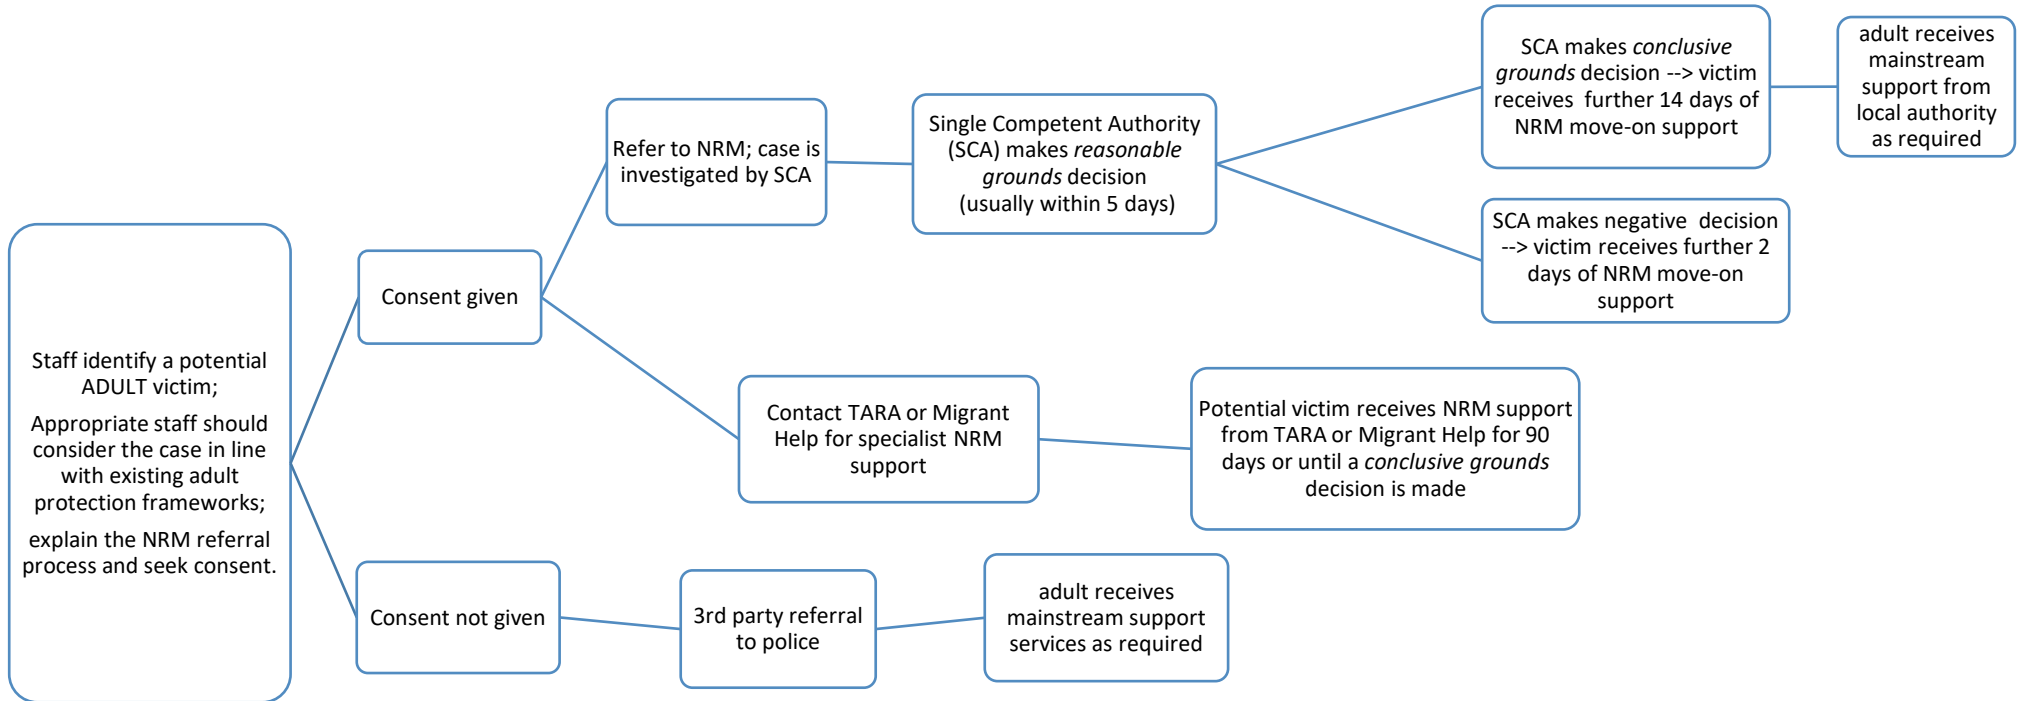 Staff identify a potential
ADULT victim;
Appropriate staff should
consider the case in line
with existing adult
protection frameworks;
explain the NRM referral
process and seek consent.
Consent given
Refer to NRM; case is
investigated by SCA
Single Competent Authority
(SCA) makes reasonable
grounds decision
(usually within 5 days)
SCA makes conclusive
grounds decision --> victim
receives  further 14 days of
NRM move-on support
adult receives
mainstream
support from
local authority
as required
SCA makes negative  decision
--> victim receives further 2
days of NRM move-on
support
Contact TARA or Migrant
Help for specialist NRM
support
Potential victim receives NRM support
from TARA or Migrant Help for 90
days or until a conclusive grounds
decision is made
Consent not given
3rd party referral
to police
adult receives
mainstream support
services as required